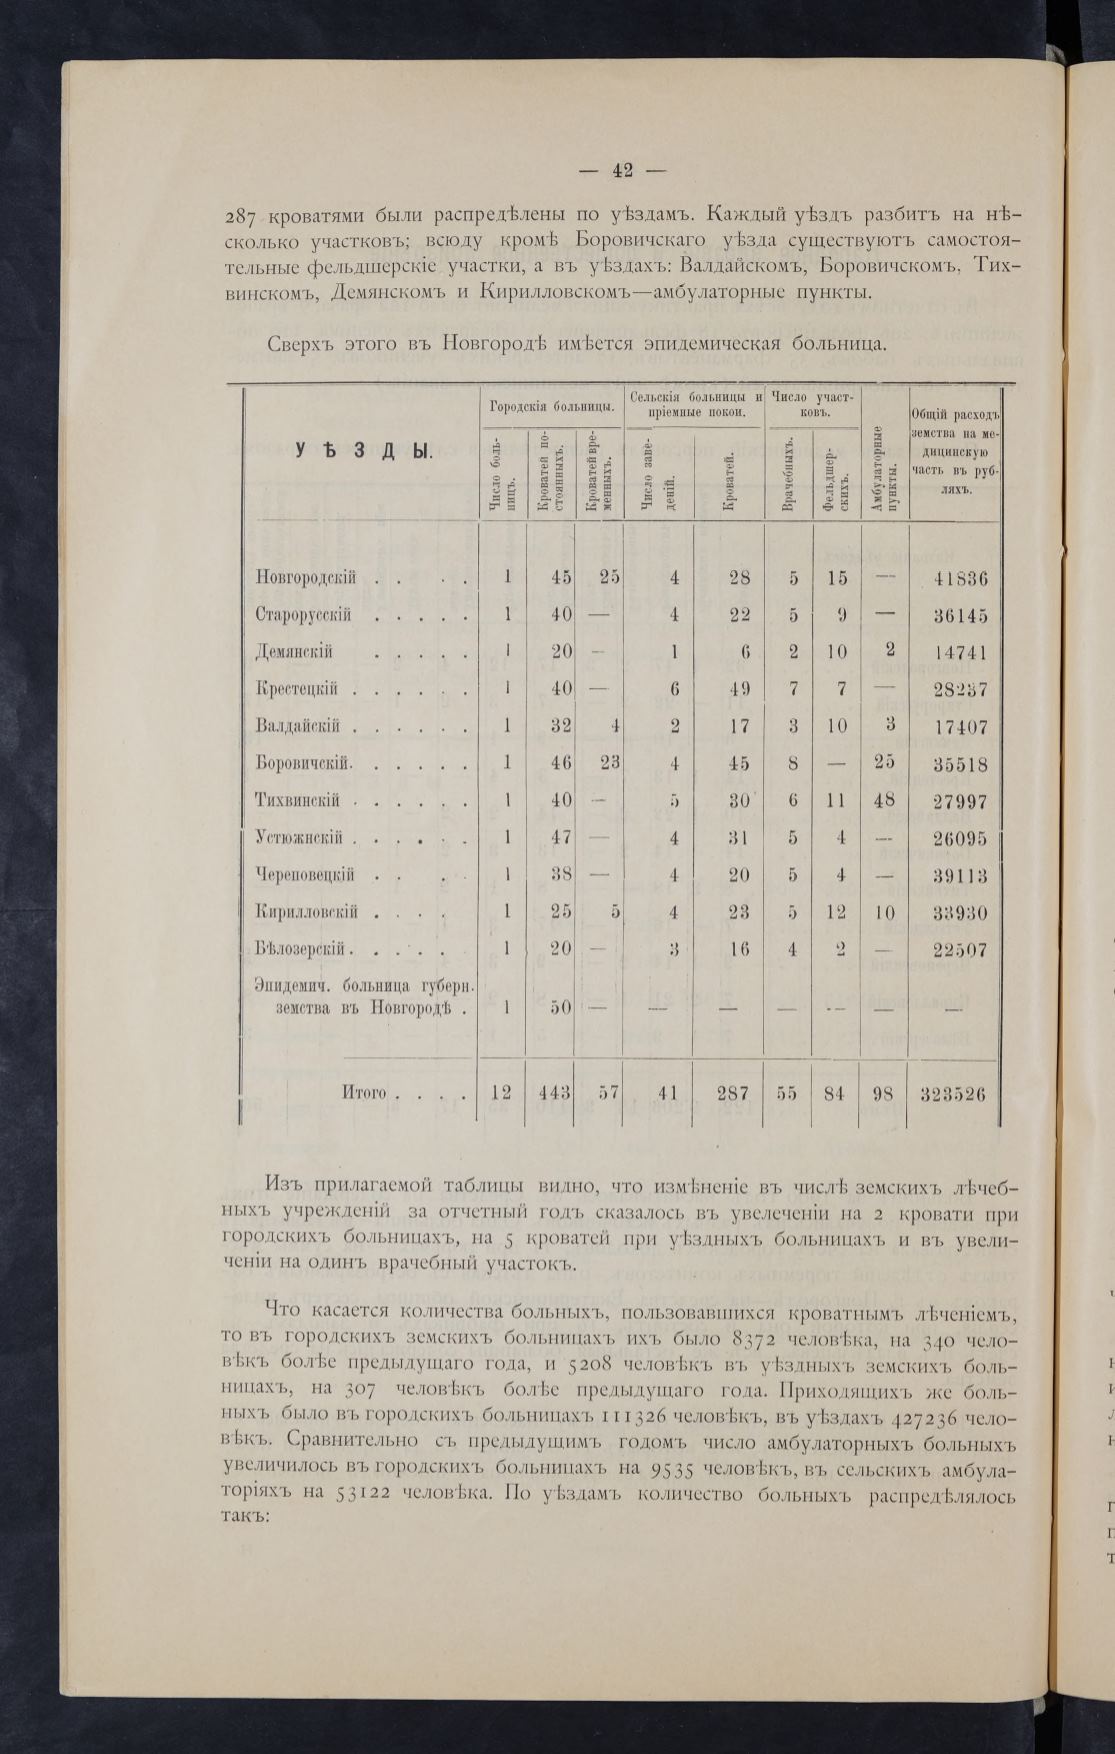 — 42 —
287 кроватями были распредѣлены по уѣздамъ. Каждый уѣздъ разбитъ на нѣ-
сколько участковъ; всюду кромѣ Боровичскаго уѣзда существуютъ самостоя-
тельные фельдшерскіе участки, а въ уѣздахъ: Валдайскомъ, Боровичскомъ, Тих-
винскомъ, Демянскомъ и Кирилловскомъ—амбулаторные пункты.
Сверхъ этого въ Новгородѣ имѣется эпидемическая больница.
УѢЗДЫ.
Городскія больницы.
Число боль-
ницъ.
Кроватей по-
стоянныхъ.
Кроватей вре-
менныхъ.
Сельскія больницы и
пріемные покои.
Число заве-
деній.
Кроватей.
Число участ-
ковъ.
Врачебныхъ.
Фельдшер-
скихъ.
Амбулаторные
пункты.
Общій расходъ
земства на ме-
дицинскую
часть въ руб-
ляхъ.
Новгородскій . . . . 1 45 25 4 28 5 15 — 41836
Старорусскій . . . . . 1 40 — 4 22 5 9 — 36145
Демянскій . . . . . 1 20 — 1 6 2 10 2 14741
Крестецкій . . . . . . 1 40 — 6 49 7 7 — 28237
Валдайскій . . . . . . 1 32 4 2 17 3 10 3 17407
Боровичскій. . . . . . 1 46 23 4 45 8 — 25 35518
Тихвинскій . . . . . . 1 40 — 5 30 6 11 48 27997
Устюжнскій . . . . . . 1 47 — 4 31 5 4 — 26095
Череповецкій . . . . 1 38 — 4 20 5 4 — 39113
Кирилловскій . . . . 1 25 5 4 23 5 12 10 33930
Бѣлозерскій. . . . . . 1 20 — 3 16 4 2 — 22507
Эпидемич. больница губерн.
земства въ Новгородѣ . 1 50 — — — — — — —
Итого . . . . 12 443 57 41 287 55 84 98 323526
Изъ прилагаемой таблицы видно, что измѣненіе въ числѣ земскихъ лѣчеб-
ныхъ учрежденій за отчетный годъ сказалось въ увелеченіи на 2 кровати при
городскихъ больницахъ, на 5 кроватей при уѣздныхъ больницахъ и въ увели-
ченіи на одинъ врачебный участокъ.
Что касается количества больныхъ, пользовавшихся кроватнымъ лѣченіемъ,
то въ городскихъ земскихъ больницахъ ихъ было 8372 человѣка, на 340 чело-
вѣкъ болѣе предыдущаго года, и 5208 человѣкъ въ уѣздныхъ земскихъ боль-
ницахъ, на 307 человѣкъ болѣе предыдущаго года. Приходящихъ же боль-
ныхъ было въ городскихъ больницахъ 111326 человѣкъ, въ уѣздахъ 427236 чело-
вѣкъ. Сравнительно съ предыдущимъ годомъ число амбулаторныхъ больныхъ
увеличилось въ городскихъ больницахъ на 9535 человѣкъ, въ сельскихъ амбула-
торіяхъ на 53122 человѣка. По уѣздамъ количество больныхъ распредѣлялось
такъ: